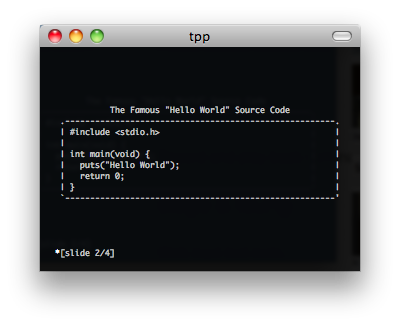 tpp
The Famous "Hello World" Source Code
#include <stdio.h>
int main(void) {
puts("Hello World");
return 0;
}
*[slide 2/4]